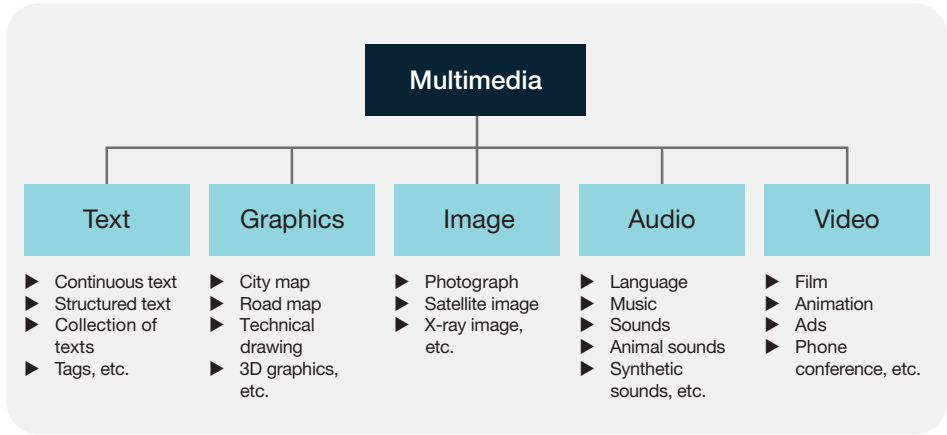 Multimedia
Text
Continuous text
Structured text
Collection of
texts
Tags, etc.
Graphics
City map
Road map
Technical
drawing
3D graphics,
etc.
Image
Photograph
Satellite image
X-ray image,
etc.
Audio
Language
Music
Sounds
Animal sounds
Synthetic
sounds, etc.
Video
Film
Animation
Ads
Phone
conference, etc.